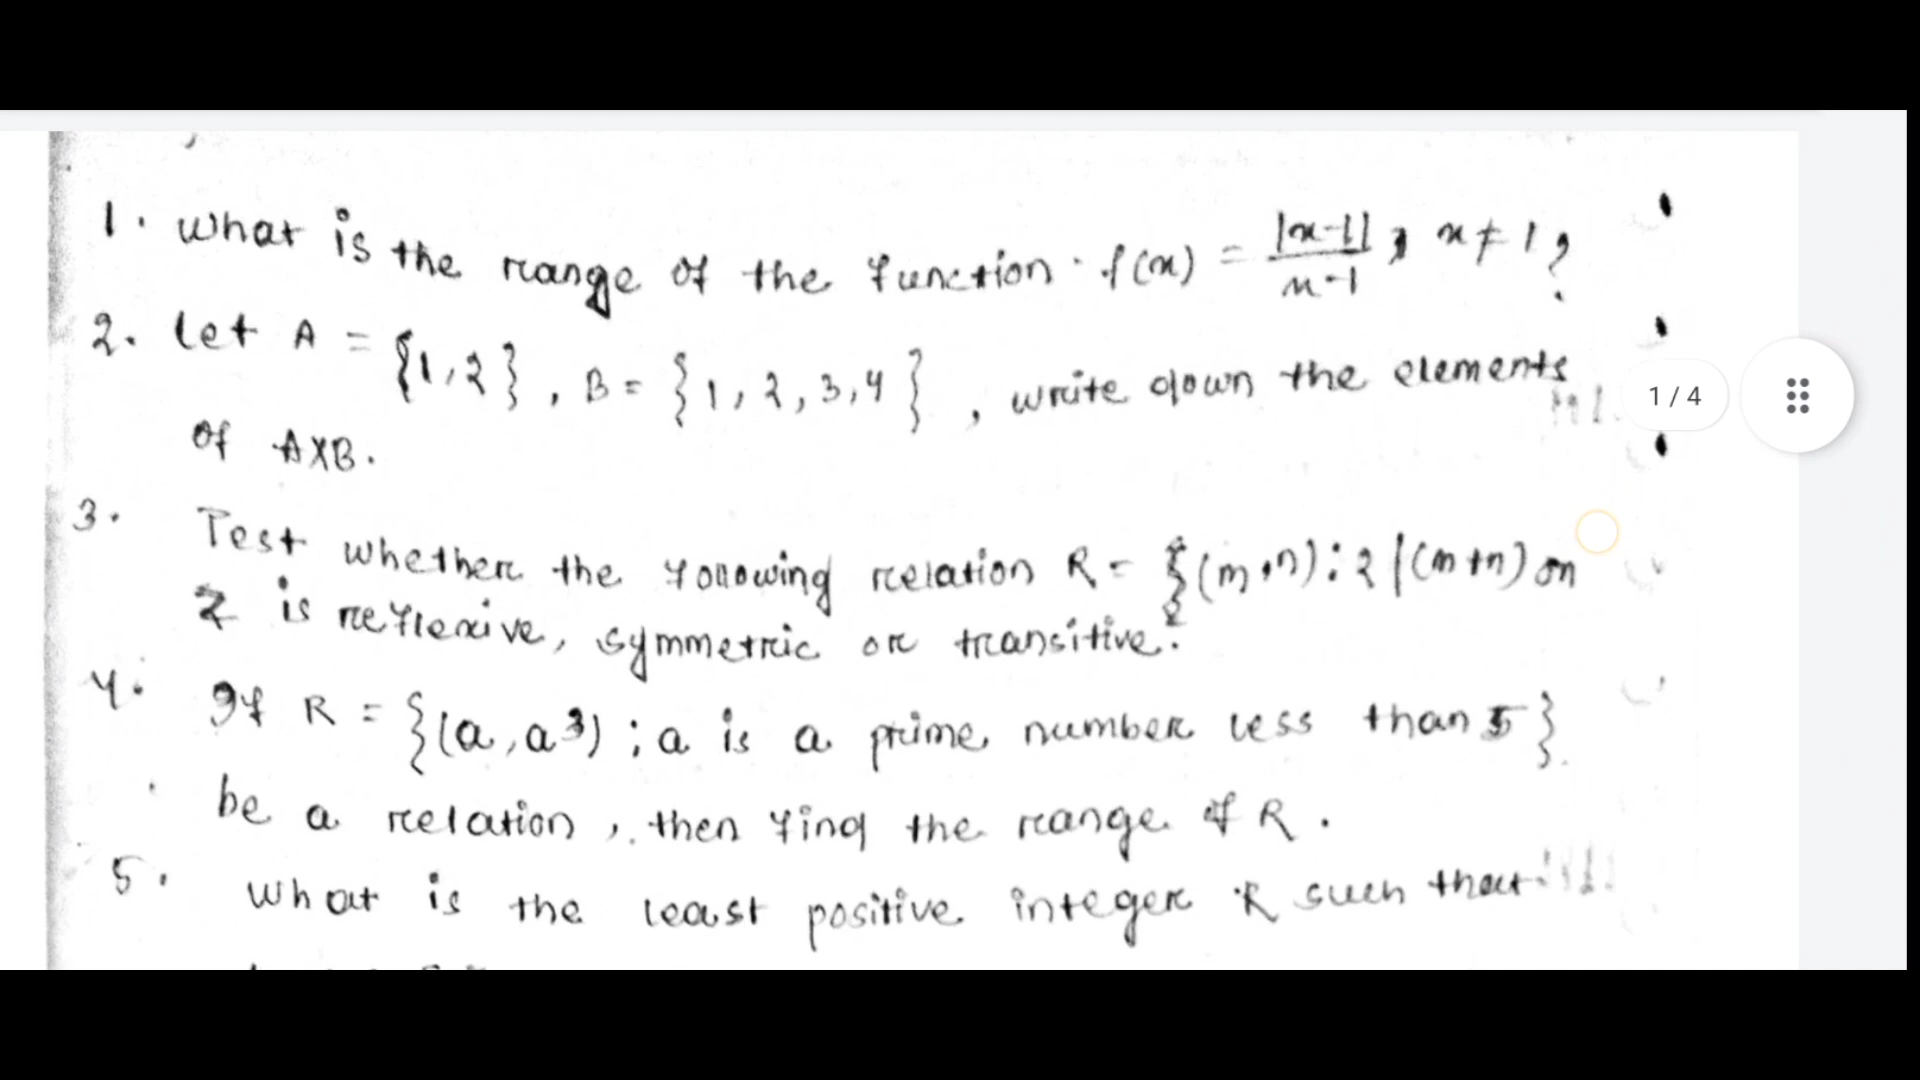 1. What is the range of the function f(x) = |x-1|/x-1, x ≠ 1?
2. Let A = {1,2}, B = {1, 2, 3, 4}, write down the elements
of A×B.
1 / 4
3. Test whether the following relation R = {(m,n): 2|(m+n) on
Z is reflexive, symmetric or transitive.
4. If R = {(a, a³) ; a is a prime number less than 5}
be a relation, then find the range of R.
5. What is the least positive integer R such that